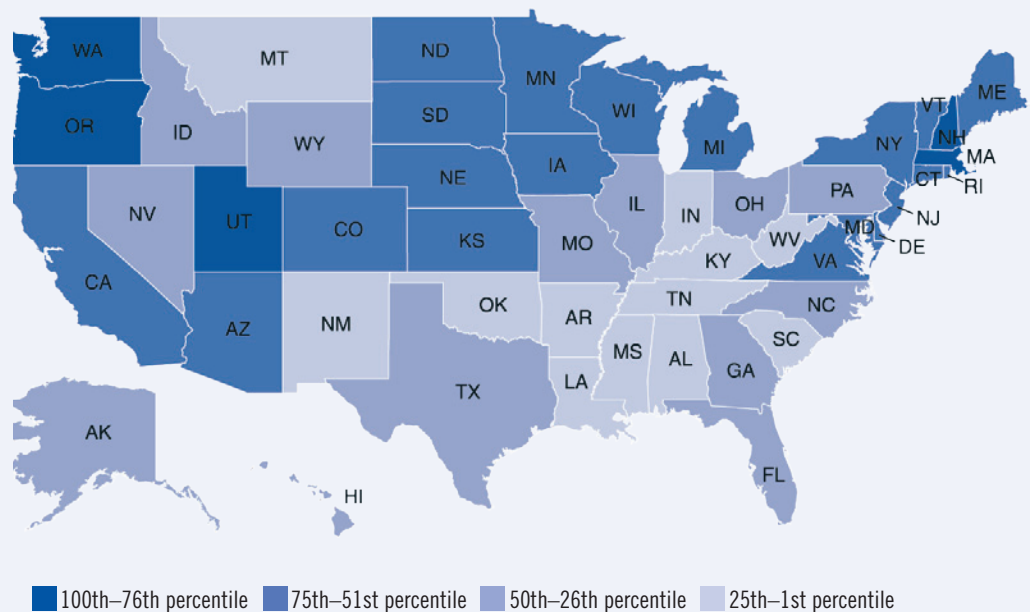 WA
MT
ND
MN
OR
ID
WY
SD
WI
MI
NY
VT
ME
NH
MA
CT
RI
NV
UT
CO
NE
IA
IL
IN
OH
PA
NJ
MD
DE
CA
KS
MO
KY
WV
VA
AZ
NM
OK
AR
TN
NC
SC
TX
LA
MS
AL
GA
FL
AK
HI
100th–76th percentile 75th–51st percentile 50th–26th percentile 25th–1st percentile